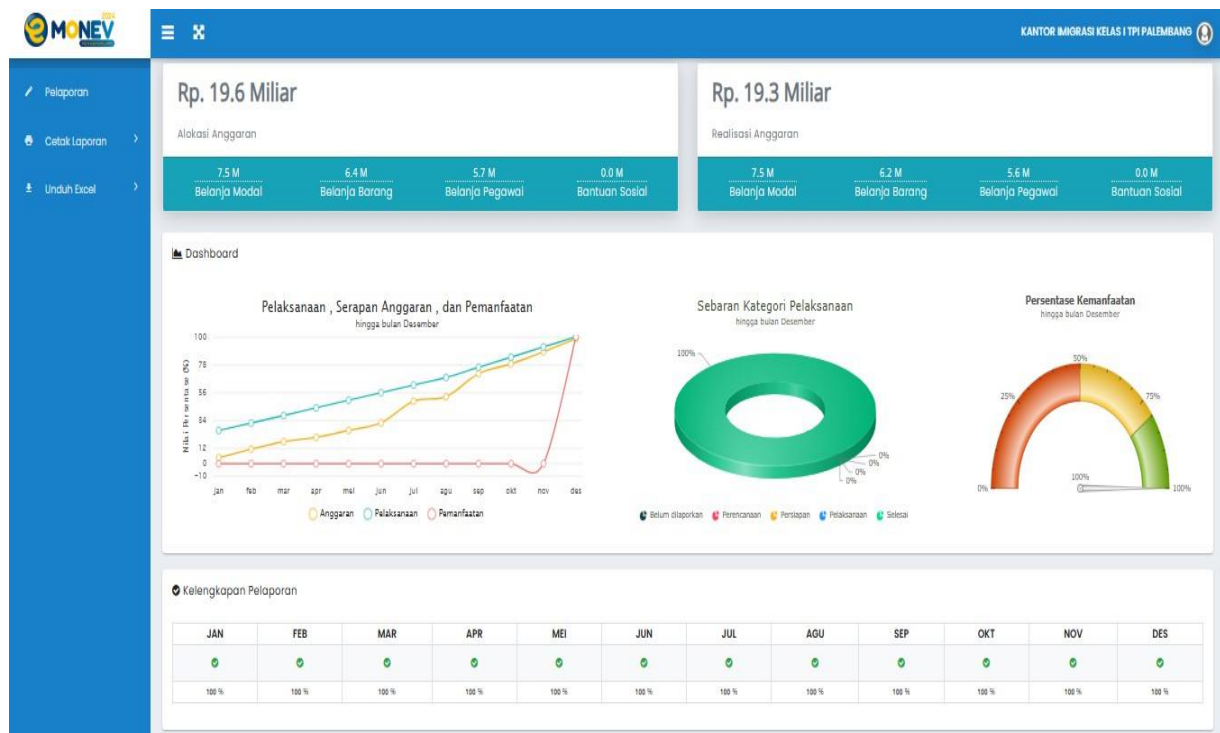 2024
eMONEV
KANTOR IMIGRASI KELAS I TPI PALEMBANG
Pelaporan
Cetak Laporan
Unduh Excel
Rp. 19.6 Miliar
Alokasi Anggaran
7.5 M 6.4 M 5.7 M 0.0 M
Belanja Modal Belanja Barang Belanja Pegawai Bantuan Sosial
Rp. 19.3 Miliar
Realisasi Anggaran
7.5 M 6.2 M 5.6 M 0.0 M
Belanja Modal Belanja Barang Belanja Pegawai Bantuan Sosial
Dashboard
Pelaksanaan , Serapan Anggaran , dan Pemanfaatan
hingga bulan Desember
Nilai Persentase (%)
100
78
56
34
12
0
-10
jan feb mar apr mei jun jul agu sep okt nov des
Anggaran Pelaksanaan Pemanfaatan
Sebaran Kategori Pelaksanaan
hingga bulan Desember
100%
0%
0%
0%
0%
Belum dilaporkan Perencanaan Persiapan Pelaksanaan Selesai
Persentase Kemanfaatan
hingga bulan Desember
50%
25% 75%
100%
0% 100%
Kelengkapan Pelaporan
JAN FEB MAR APR MEI JUN JUL AGU SEP OKT NOV DES
100 % 100 % 100 % 100 % 100 % 100 % 100 % 100 % 100 % 100 % 100 % 100 %